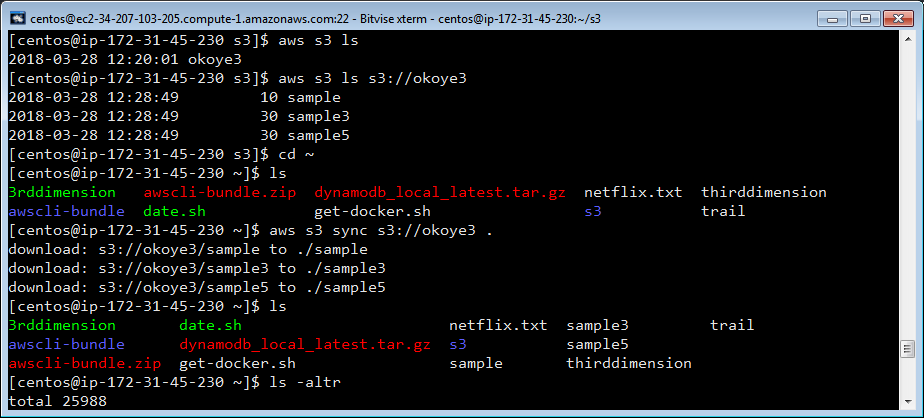 centos@ec2-34-207-103-205.compute-1.amazonaws.com:22 - Bitvise xterm - centos@ip-172-31-45-230:~/s3
[centos@ip-172-31-45-230 s3]$ aws s3 ls
2018-03-28 12:20:01 okoye3
[centos@ip-172-31-45-230 s3]$ aws s3 ls s3://okoye3
2018-03-28 12:28:49         10 sample
2018-03-28 12:28:49         30 sample3
2018-03-28 12:28:49         30 sample5
[centos@ip-172-31-45-230 s3]$ cd ~
[centos@ip-172-31-45-230 ~]$ ls
3rddimension   awscli-bundle.zip  dynamodb_local_latest.tar.gz  netflix.txt  thirddimension
awscli-bundle  date.sh            get-docker.sh                 s3           trail
[centos@ip-172-31-45-230 ~]$ aws s3 sync s3://okoye3 .
download: s3://okoye3/sample to ./sample
download: s3://okoye3/sample3 to ./sample3
download: s3://okoye3/sample5 to ./sample5
[centos@ip-172-31-45-230 ~]$ ls
3rddimension       date.sh                       netflix.txt  sample3         trail
awscli-bundle      dynamodb_local_latest.tar.gz  s3           sample5
awscli-bundle.zip  get-docker.sh                 sample       thirddimension
[centos@ip-172-31-45-230 ~]$ ls -altr
total 25988